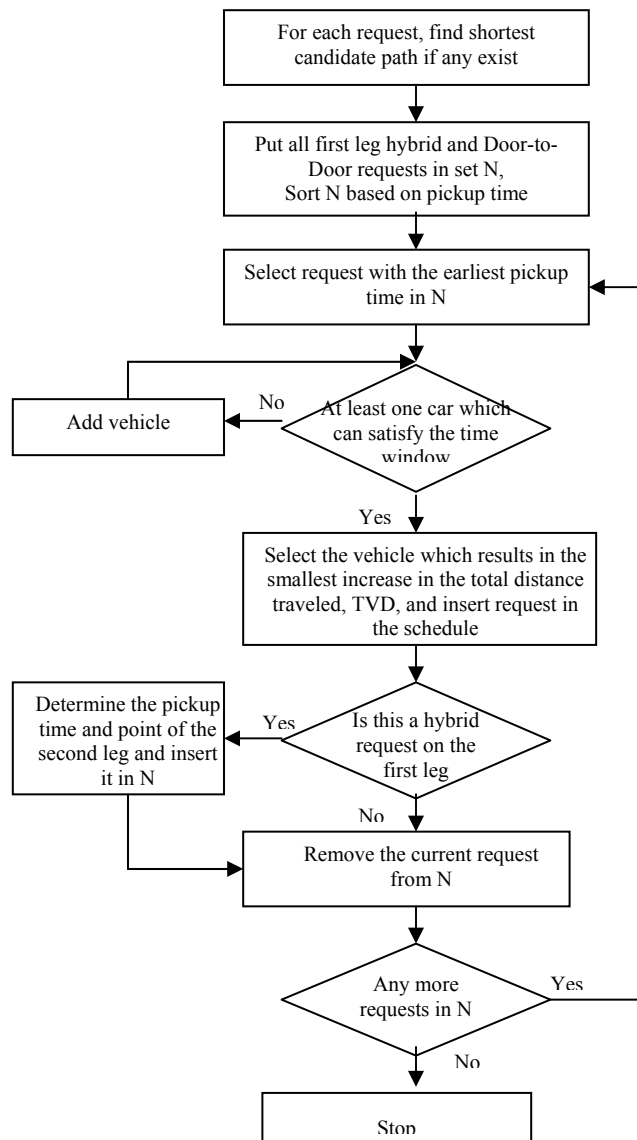 For each request, find shortest
candidate path if any exist
Put all first leg hybrid and Door-to-
Door requests in set N,
Sort N based on pickup time
Select request with the earliest pickup
time in N
No
Add vehicle
At least one car which
can satisfy the time
window
Yes
Select the vehicle which results in the
smallest increase in the total distance
traveled, TVD, and insert request in
the schedule
Determine the pickup
time and point of the
second leg and insert
it in N
Yes
Is this a hybrid
request on the
first leg
No
Remove the current request
from N
Any more
requests in N
Yes
No
Stop